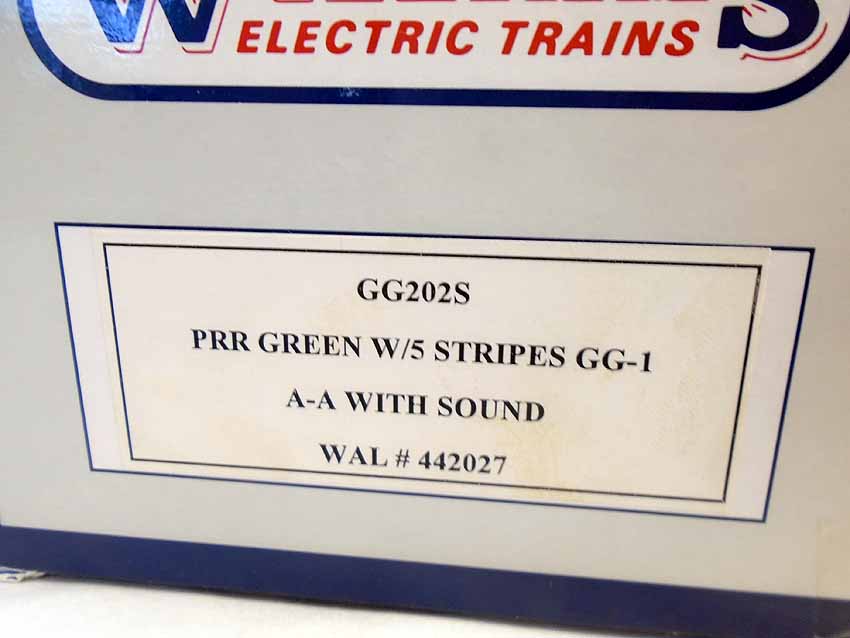 ELECTRIC TRAINS
GG202S
PRR GREEN W/5 STRIPES GG-1
A-A WITH SOUND
WAL # 442027